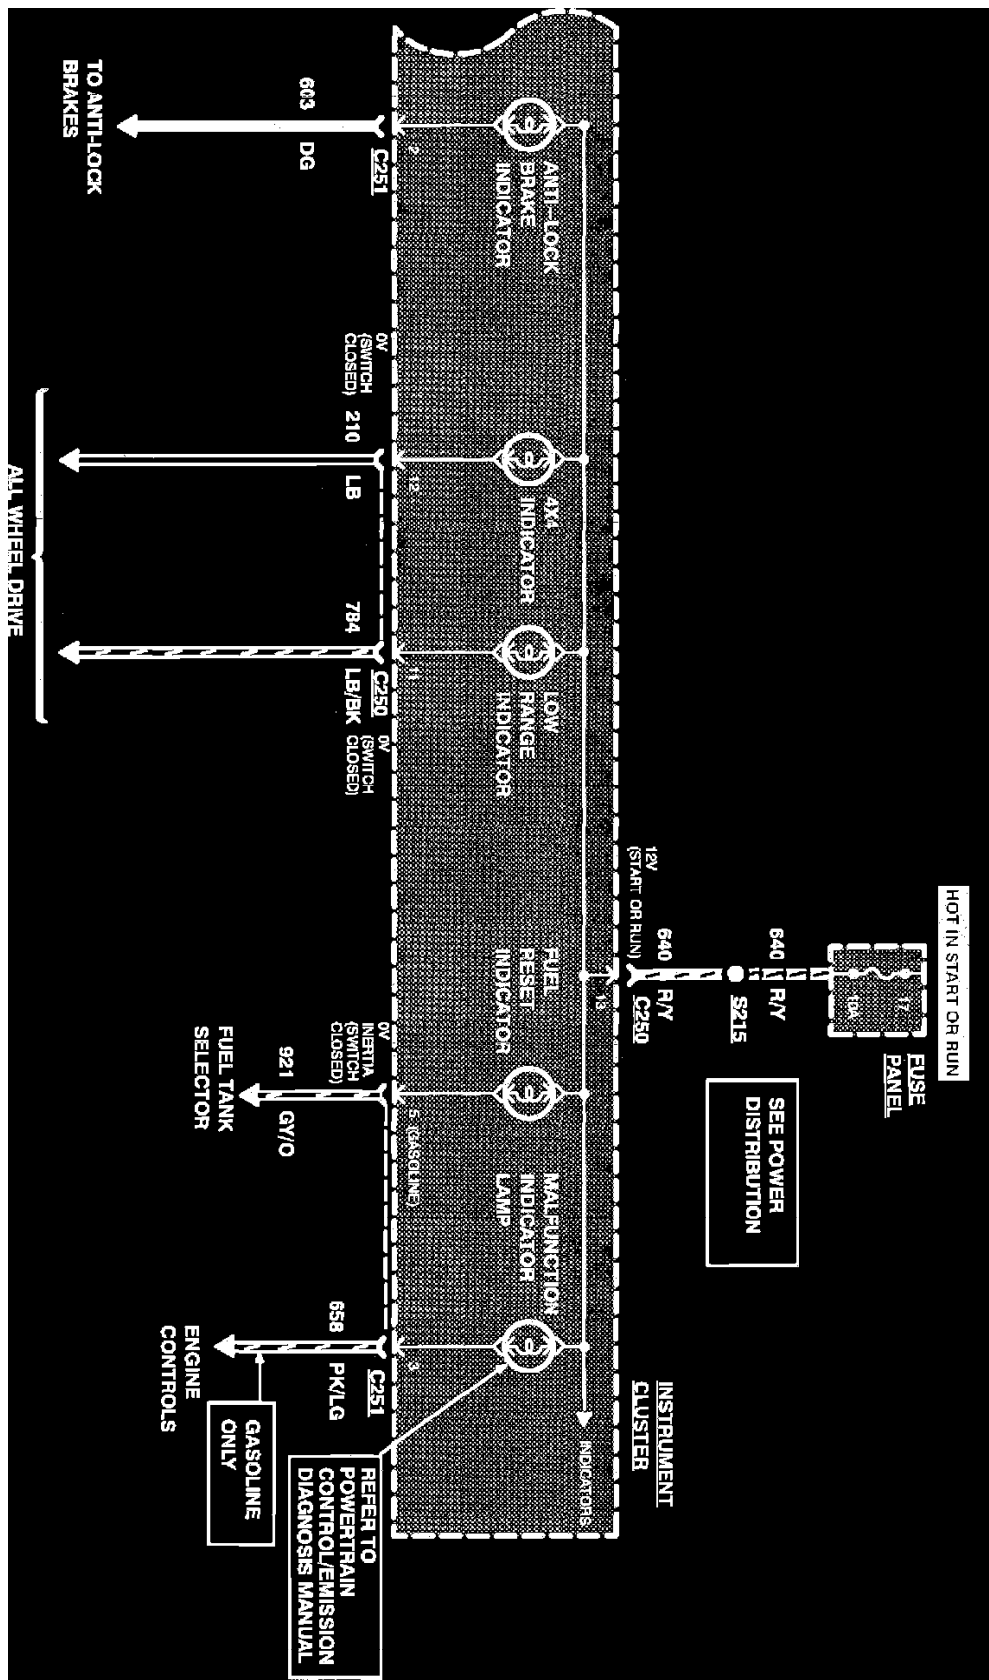 HOT IN START OR RUN
17
10A
FUSE
PANEL
640
R/Y
S215
SEE POWER
DISTRIBUTION
640
R/Y
C250
12V
(START OR RUN)
13
INSTRUMENT
CLUSTER
INDICATORS
ANTI-LOCK
BRAKE
INDICATOR
4X4
INDICATOR
LOW
RANGE
INDICATOR
FUEL
RESET
INDICATOR
MALFUNCTION
INDICATOR
LAMP
2
12
11
5 (GASOLINE)
3
C251
0V
(SWITCH
CLOSED)
C250
0V
(SWITCH
CLOSED)
0V
INERTIA
(SWITCH
CLOSED)
C251
603
DG
210
LB
784
LB/BK
921
GY/O
658
PK/LG
REFER TO
POWERTRAIN
CONTROL/EMISSION
DIAGNOSIS MANUAL
GASOLINE
ONLY
TO ANTI-LOCK
BRAKES
ALL WHEEL DRIVE
FUEL TANK
SELECTOR
ENGINE
CONTROLS